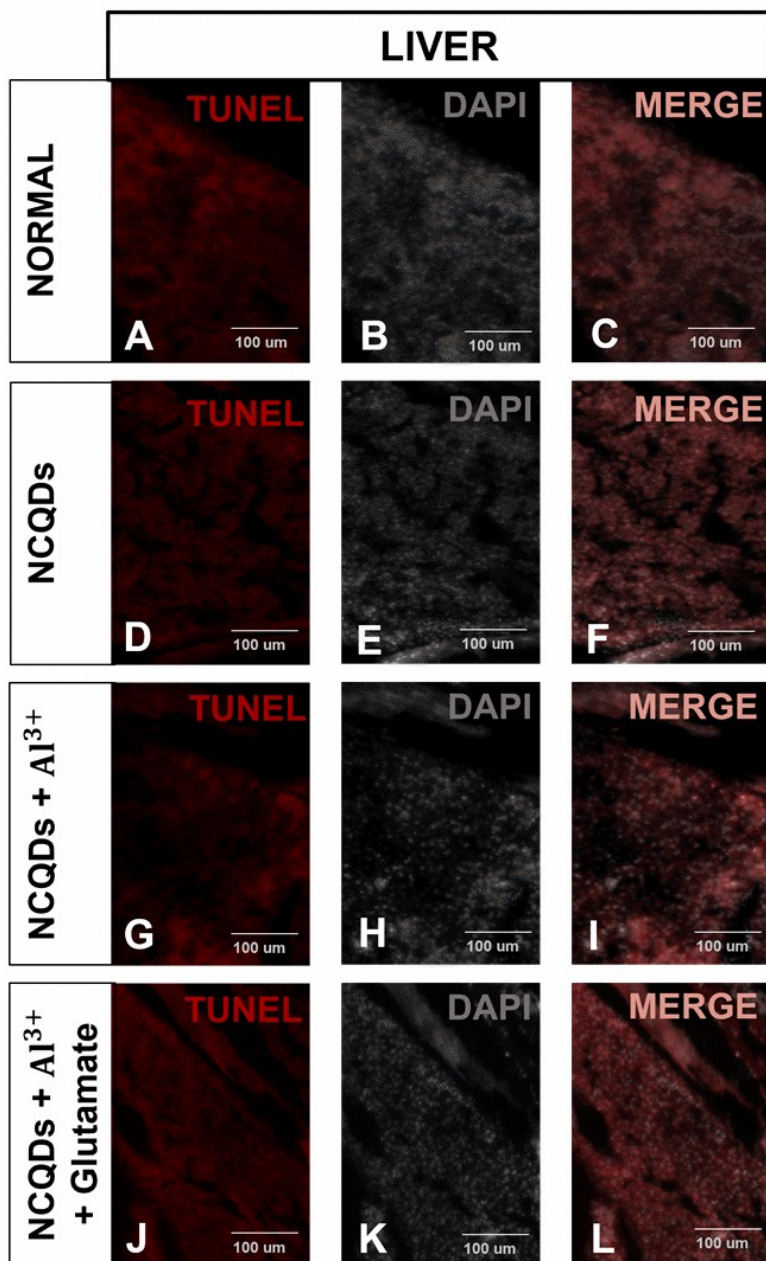 LIVER
NORMAL
TUNEL
A
100 um
DAPI
B
100 um
MERGE
C
100 um
NCQDs
TUNEL
D
100 um
DAPI
E
100 um
MERGE
F
100 um
NCQDs + Al³⁺
TUNEL
G
100 um
DAPI
H
100 um
MERGE
I
100 um
NCQDs + Al³⁺
+ Glutamate
TUNEL
J
100 um
DAPI
K
100 um
MERGE
L
100 um